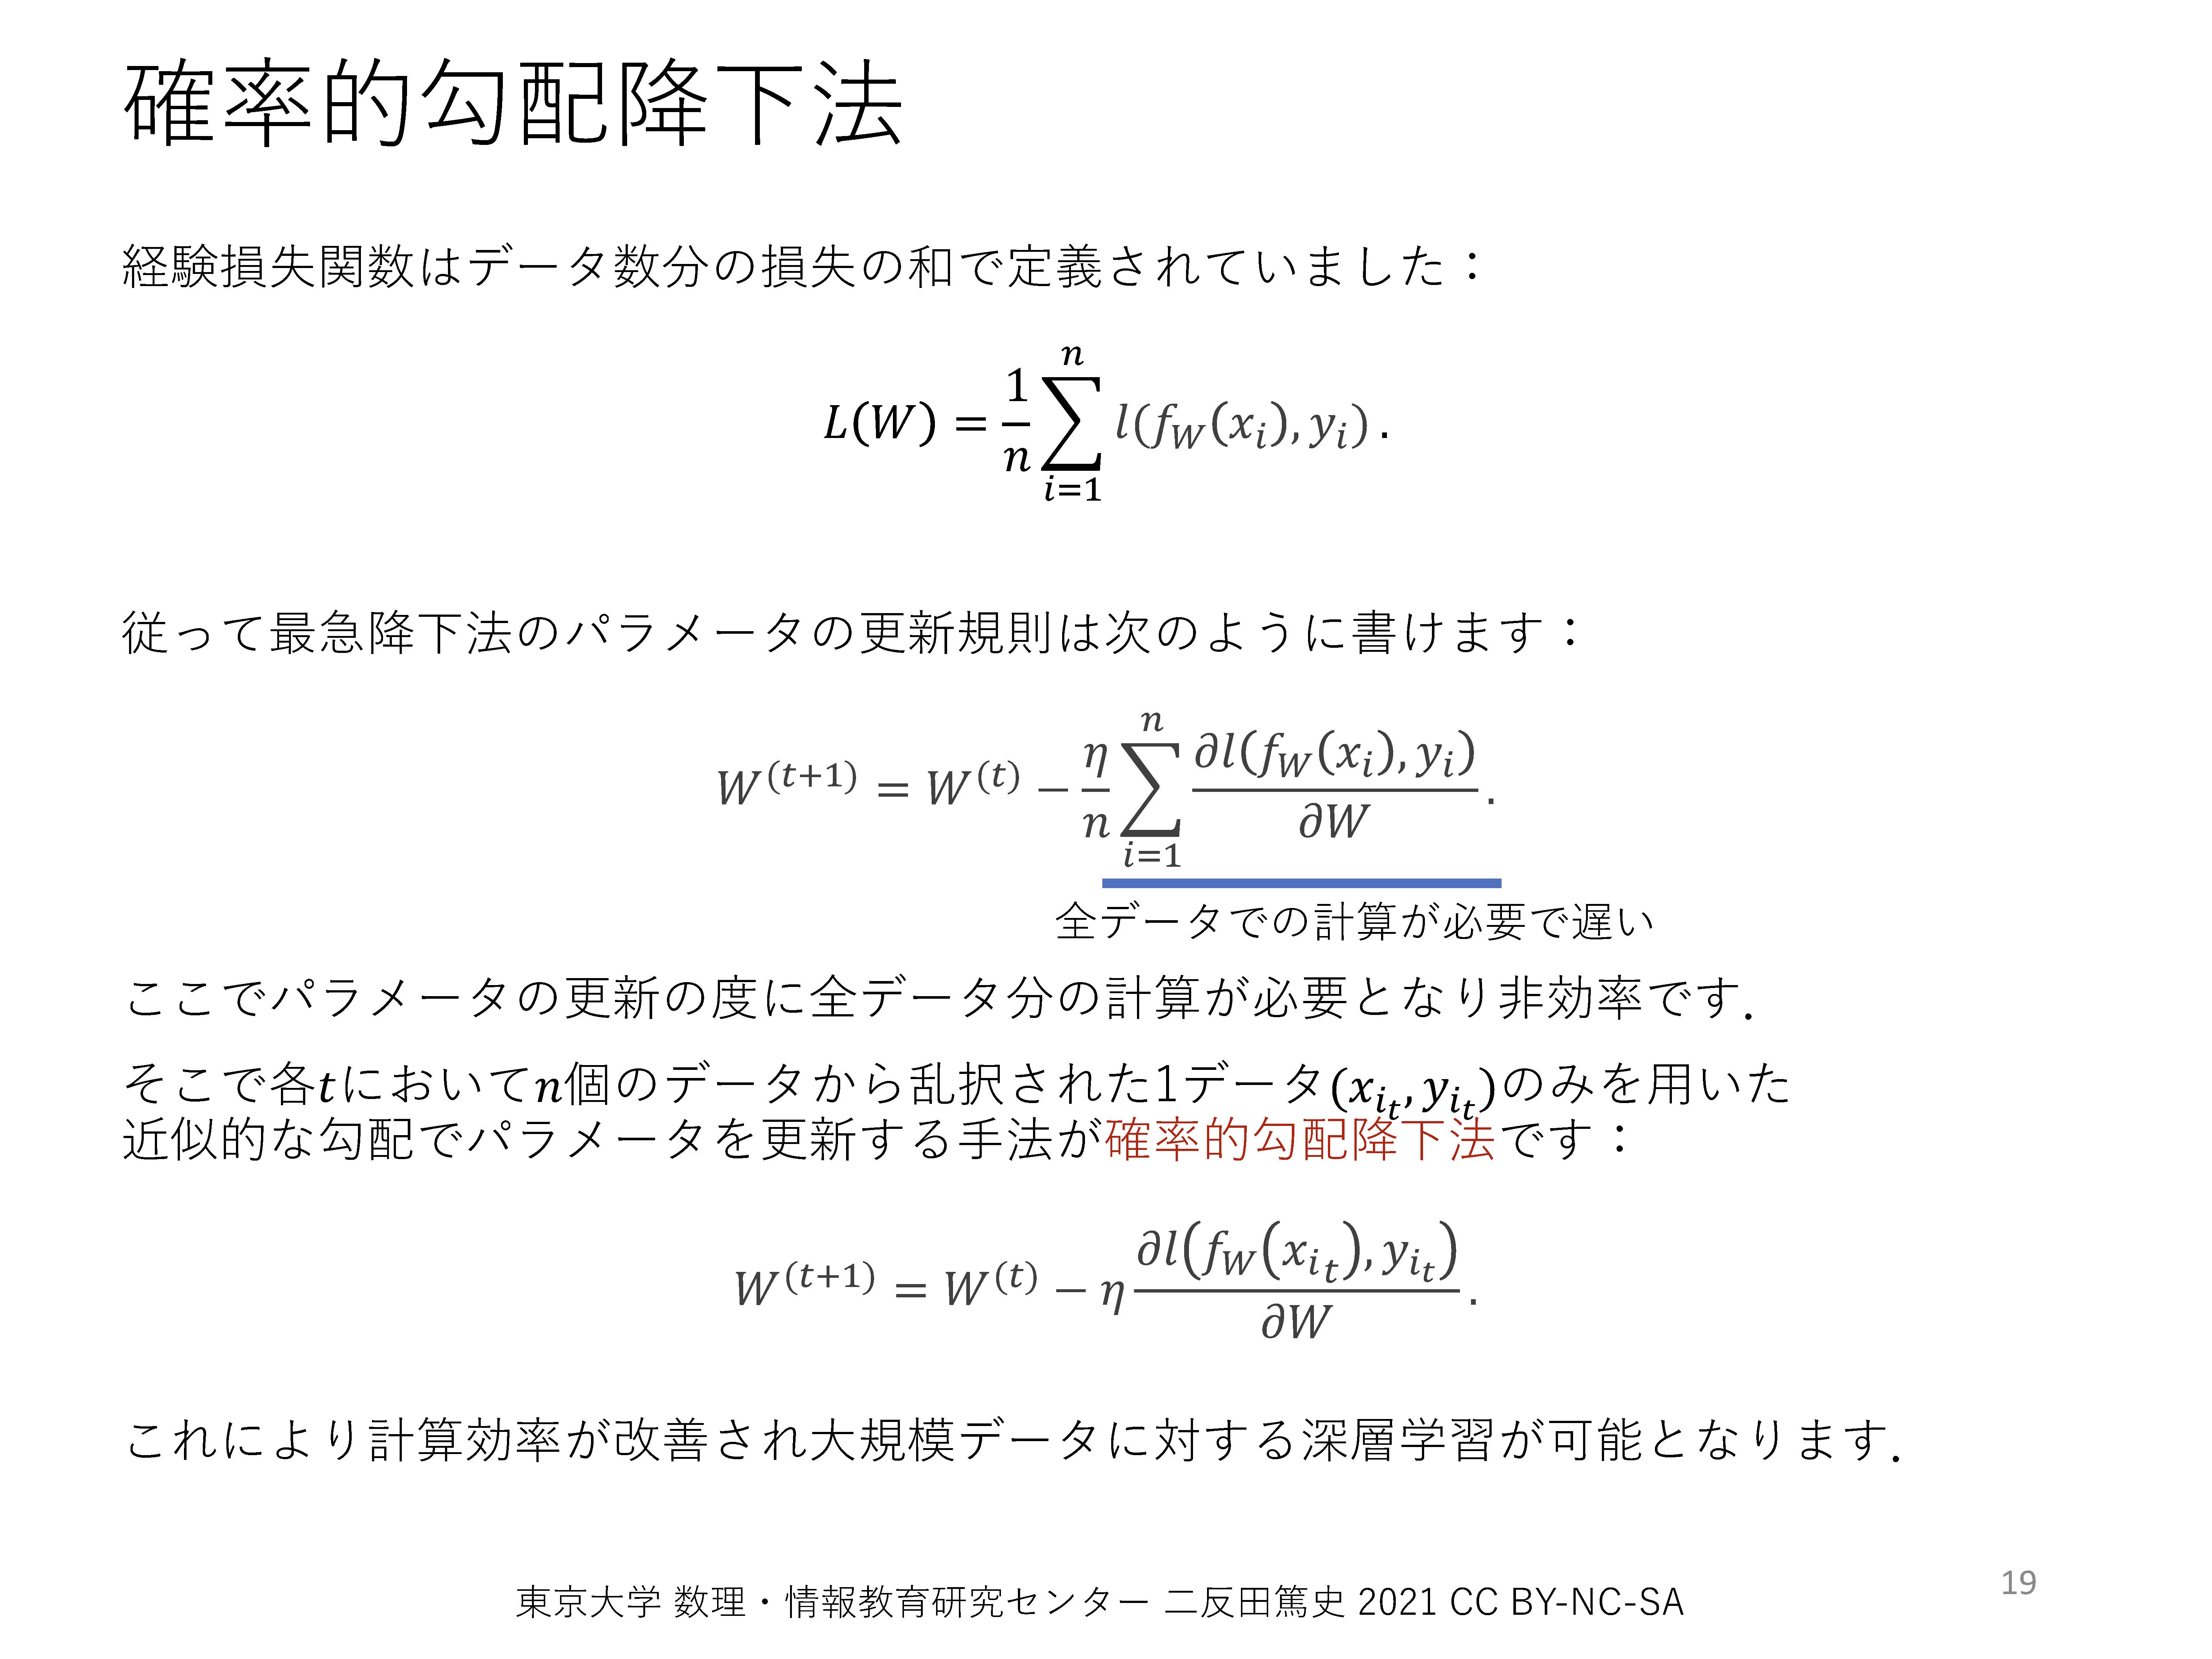 確率的勾配降下法
経験損失関数はデータ数分の損失の和で定義されていました：
L(W) = \frac{1}{n} \sum_{i=1}^{n} l(f_W(x_i), y_i).
従って最急降下法のパラメータの更新規則は次のように書けます：
W^{(t+1)} = W^{(t)} − \frac{η}{n} \sum_{i=1}^{n} \frac{∂l(f_W(x_i), y_i)}{∂W}.
全データでの計算が必要で遅い
ここでパラメータの更新の度に全データ分の計算が必要となり非効率です．
そこで各tにおいてn個のデータから乱択された1データ(x_{i_t}, y_{i_t})のみを用いた
近似的な勾配でパラメータを更新する手法が確率的勾配降下法です：
W^{(t+1)} = W^{(t)} − η \frac{∂l(f_W(x_{i_t}), y_{i_t})}{∂W}.
これにより計算効率が改善され大規模データに対する深層学習が可能となります．
東京大学 数理・情報教育研究センター 二反田篤史 2021 CC BY-NC-SA
19